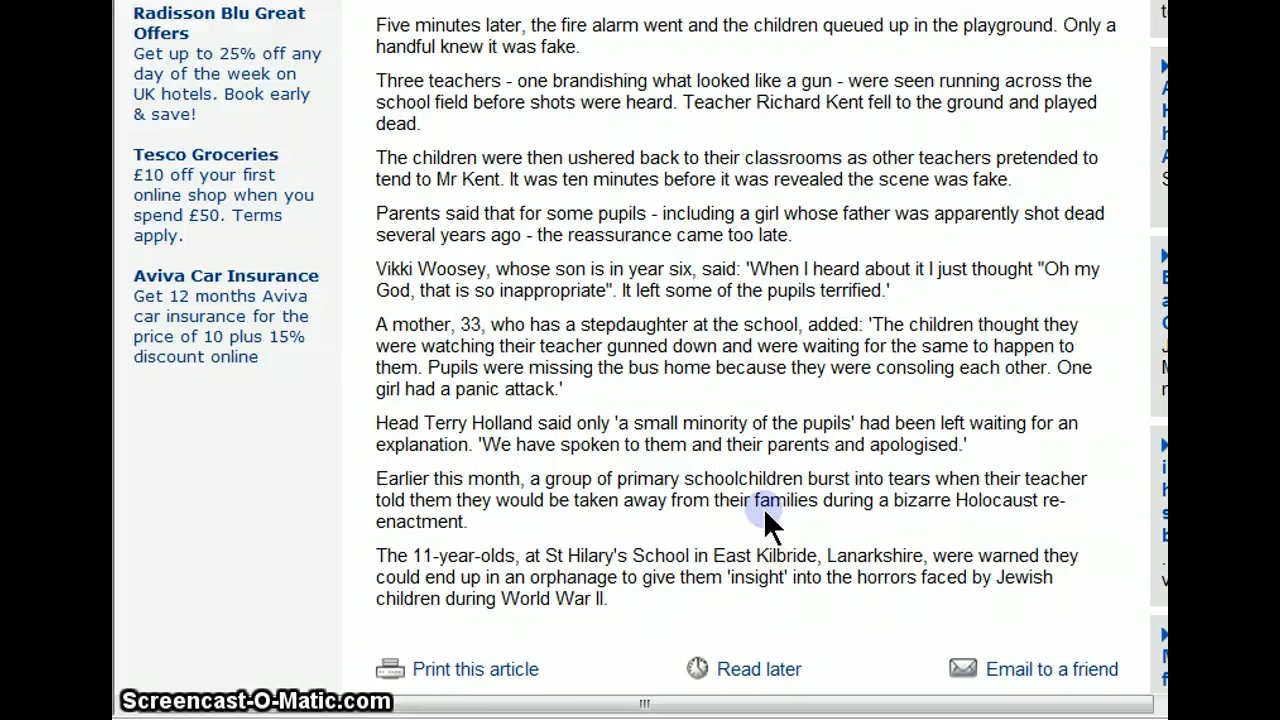 Radisson Blu Great
Offers
Get up to 25% off any
day of the week on
UK hotels. Book early
& save!
Tesco Groceries
£10 off your first
online shop when you
spend £50. Terms
apply.
Aviva Car Insurance
Get 12 months Aviva
car insurance for the
price of 10 plus 15%
discount online
Five minutes later, the fire alarm went and the children queued up in the playground. Only a
handful knew it was fake.
Three teachers - one brandishing what looked like a gun - were seen running across the
school field before shots were heard. Teacher Richard Kent fell to the ground and played
dead.
The children were then ushered back to their classrooms as other teachers pretended to
tend to Mr Kent. It was ten minutes before it was revealed the scene was fake.
Parents said that for some pupils - including a girl whose father was apparently shot dead
several years ago - the reassurance came too late.
Vikki Woosey, whose son is in year six, said: 'When I heard about it I just thought "Oh my
God, that is so inappropriate". It left some of the pupils terrified.'
A mother, 33, who has a stepdaughter at the school, added: 'The children thought they
were watching their teacher gunned down and were waiting for the same to happen to
them. Pupils were missing the bus home because they were consoling each other. One
girl had a panic attack.'
Head Terry Holland said only 'a small minority of the pupils' had been left waiting for an
explanation. 'We have spoken to them and their parents and apologised.'
Earlier this month, a group of primary schoolchildren burst into tears when their teacher
told them they would be taken away from their families during a bizarre Holocaust re-
enactment.
The 11-year-olds, at St Hilary's School in East Kilbride, Lanarkshire, were warned they
could end up in an orphanage to give them 'insight' into the horrors faced by Jewish
children during World War II.
Print this article
Read later
Email to a friend
Screencast-O-Matic.com